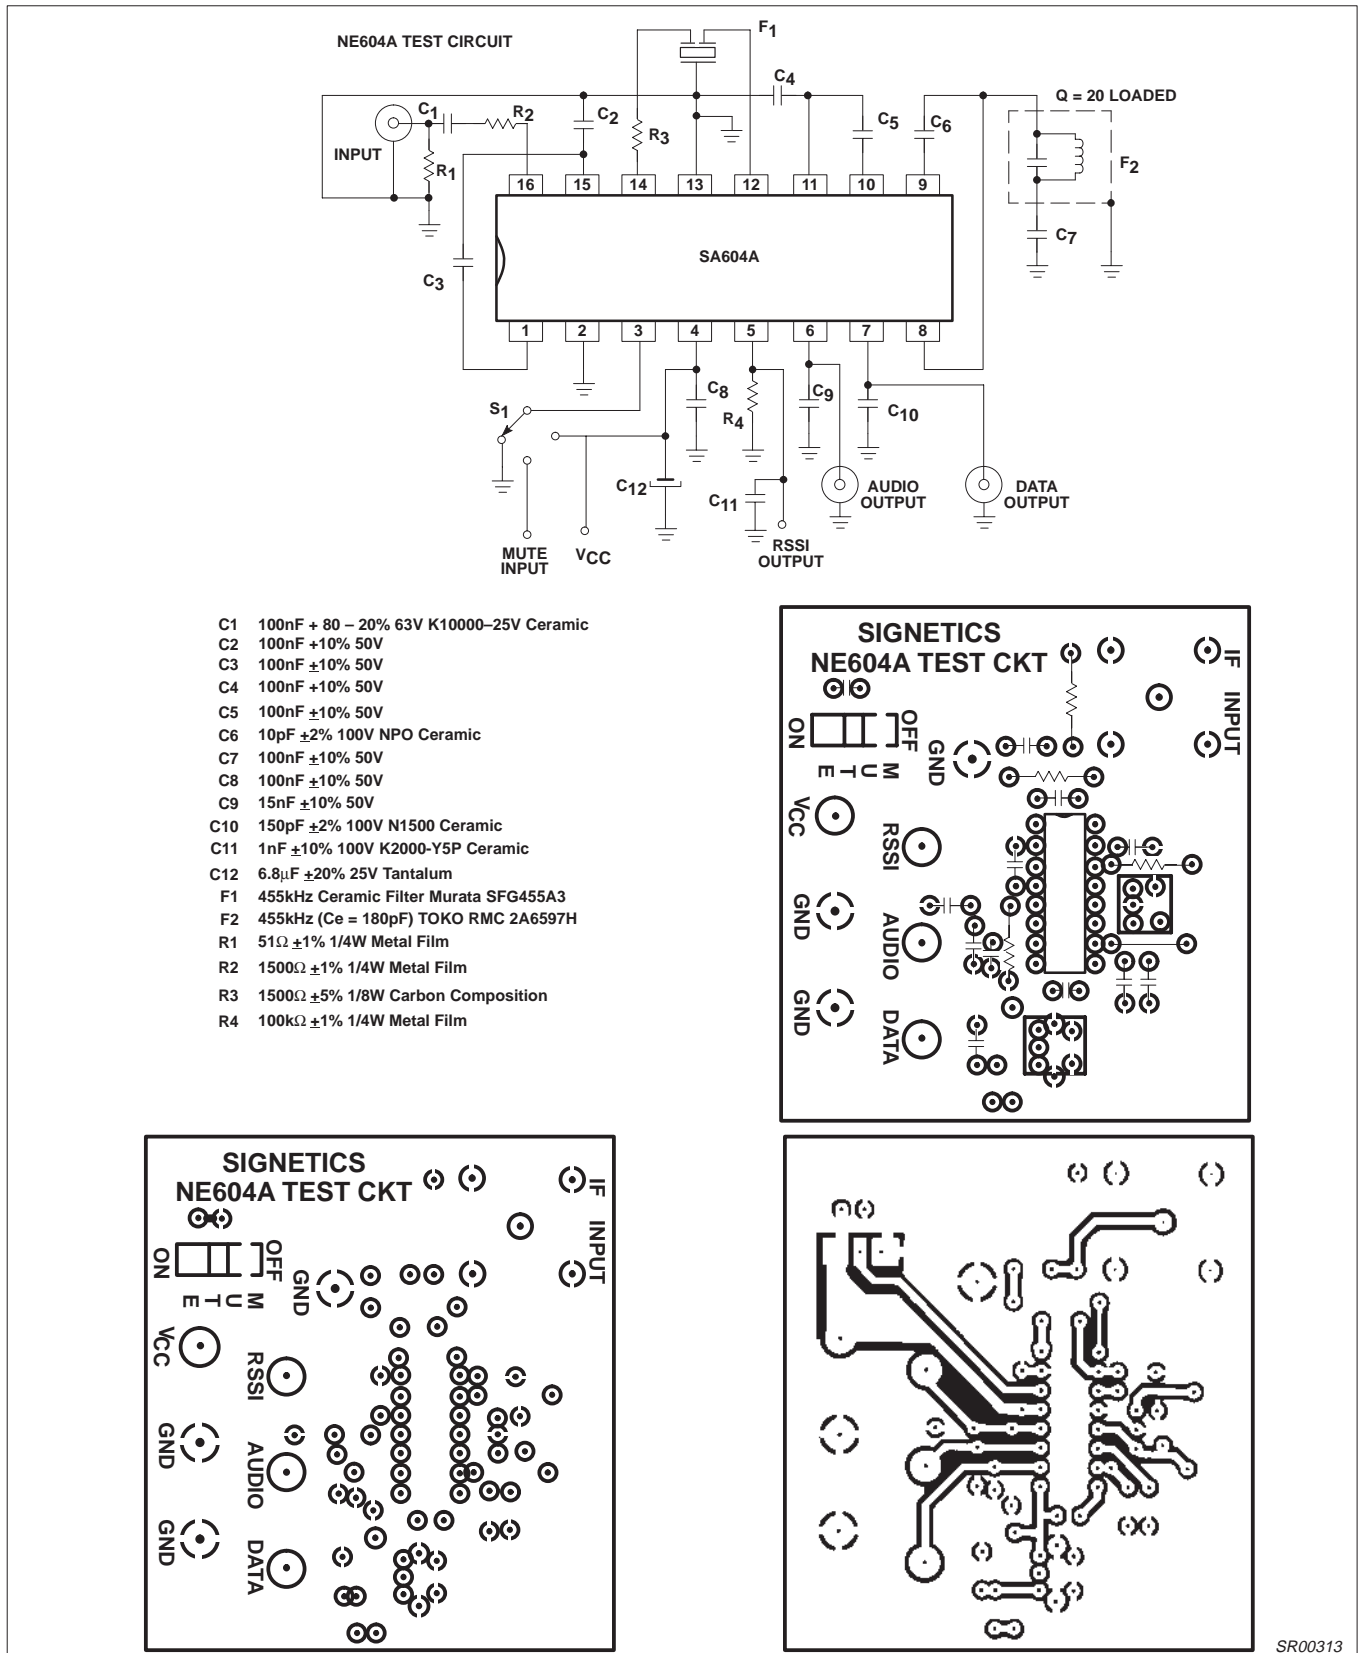 NE604A TEST CIRCUIT
F1
C4
Q = 20 LOADED
C1
R2
C2
R3
C5
C6
INPUT
R1
F2
16 15 14 13 12 11 10 9
C7
SA604A
C3
1 2 3 4 5 6 7 8
S1
C8
R4
C9
C10
C12
C11
AUDIO
OUTPUT
DATA
OUTPUT
MUTE
INPUT
VCC
RSSI
OUTPUT
C1 100nF + 80 – 20% 63V K10000–25V Ceramic
C2 100nF +10% 50V
C3 100nF ±10% 50V
C4 100nF +10% 50V
C5 100nF ±10% 50V
C6 10pF ±2% 100V NPO Ceramic
C7 100nF ±10% 50V
C8 100nF ±10% 50V
C9 15nF ±10% 50V
C10 150pF ±2% 100V N1500 Ceramic
C11 1nF ±10% 100V K2000-Y5P Ceramic
C12 6.8μF ±20% 25V Tantalum
F1 455kHz Ceramic Filter Murata SFG455A3
F2 455kHz (Ce = 180pF) TOKO RMC 2A6597H
R1 51Ω ±1% 1/4W Metal Film
R2 1500Ω ±1% 1/4W Metal Film
R3 1500Ω ±5% 1/8W Carbon Composition
R4 100kΩ ±1% 1/4W Metal Film
SIGNETICS
NE604A TEST CKT
IF INPUT
ON
OFF
MUTE
GND
VCC
RSSI
GND
AUDIO
GND
DATA
SIGNETICS
NE604A TEST CKT
IF INPUT
ON
OFF
MUTE
GND
VCC
RSSI
GND
AUDIO
GND
DATA
SR00313